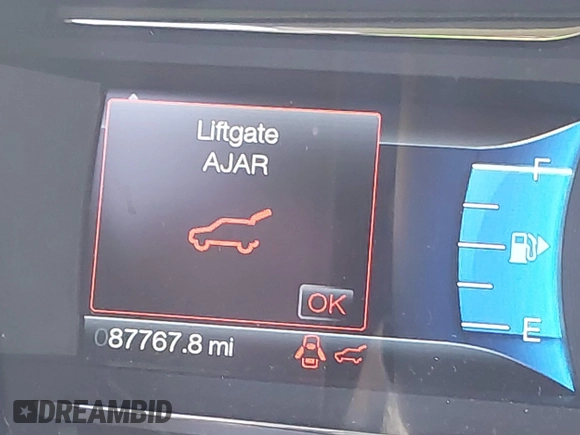 Liftgate
AJAR
F
OK
E
087767.8 mi
DREAMBID